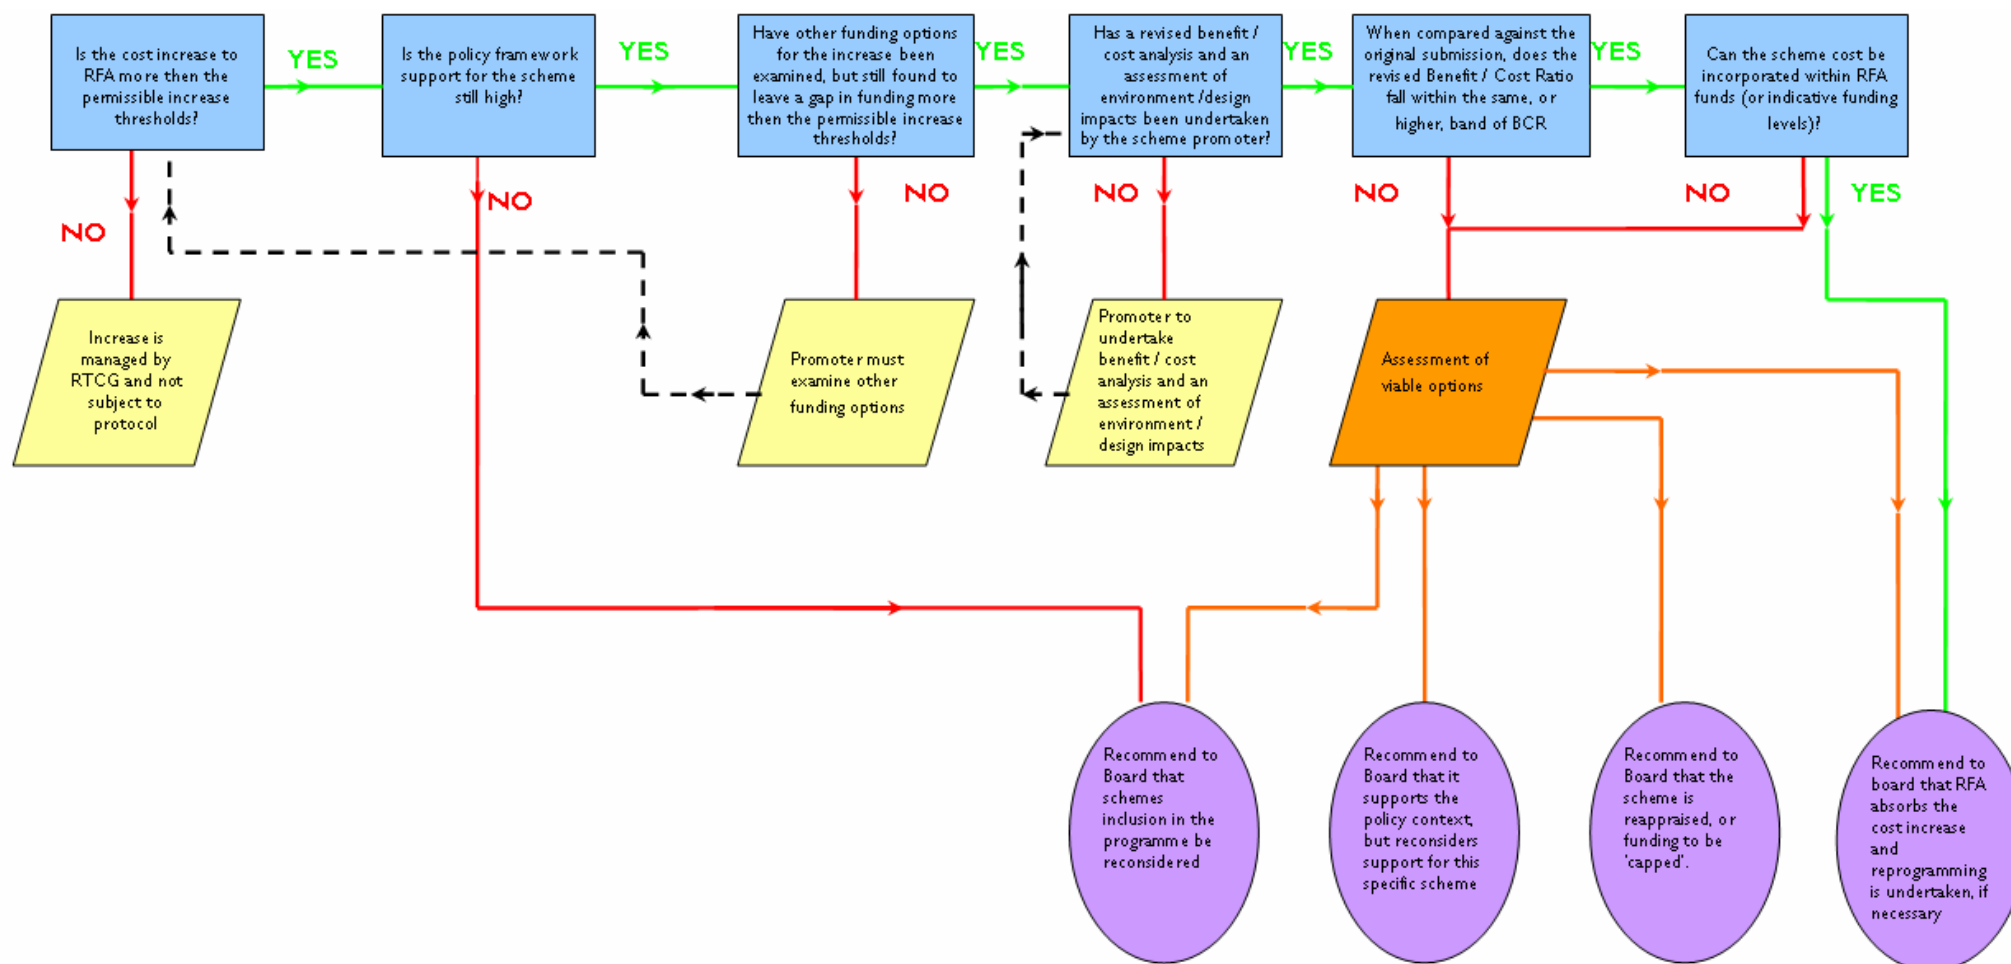 Is the cost increase to
RFA more then the
permissible increase
thresholds?
YES
Is the policy framework
support for the scheme
still high?
YES
Have other funding options
for the increase been
examined, but still found to
leave a gap in funding more
then the permissible increase
thresholds?
YES
Has a revised benefit /
cost analysis and an
assessment of
environment /design
impacts been undertaken
by the scheme promoter?
YES
When compared against the
original submission, does the
revised Benefit / Cost Ratio
fall within the same, or
higher, band of BCR
YES
Can the scheme cost be
incorporated within RFA
funds (or indicative funding
levels)?
NO
NO
NO
NO
NO
NO
YES
Increase is
managed by
RTCG and not
subject to
protocol
Promoter must
examine other
funding options
Promoter to
undertake
benefit / cost
analysis and an
assessment of
environment /
design impacts
Assessment of
viable options
Recommend to
Board that
schemes
inclusion in the
programme be
reconsidered
Recommend to
Board that it
supports the
policy context,
but reconsiders
support for this
specific scheme
Recommend to
Board that the
scheme is
reappraised, or
funding to be
'capped'.
Recommend to
board that RFA
absorbs the
cost increase
and
reprogramming
is undertaken, if
necessary